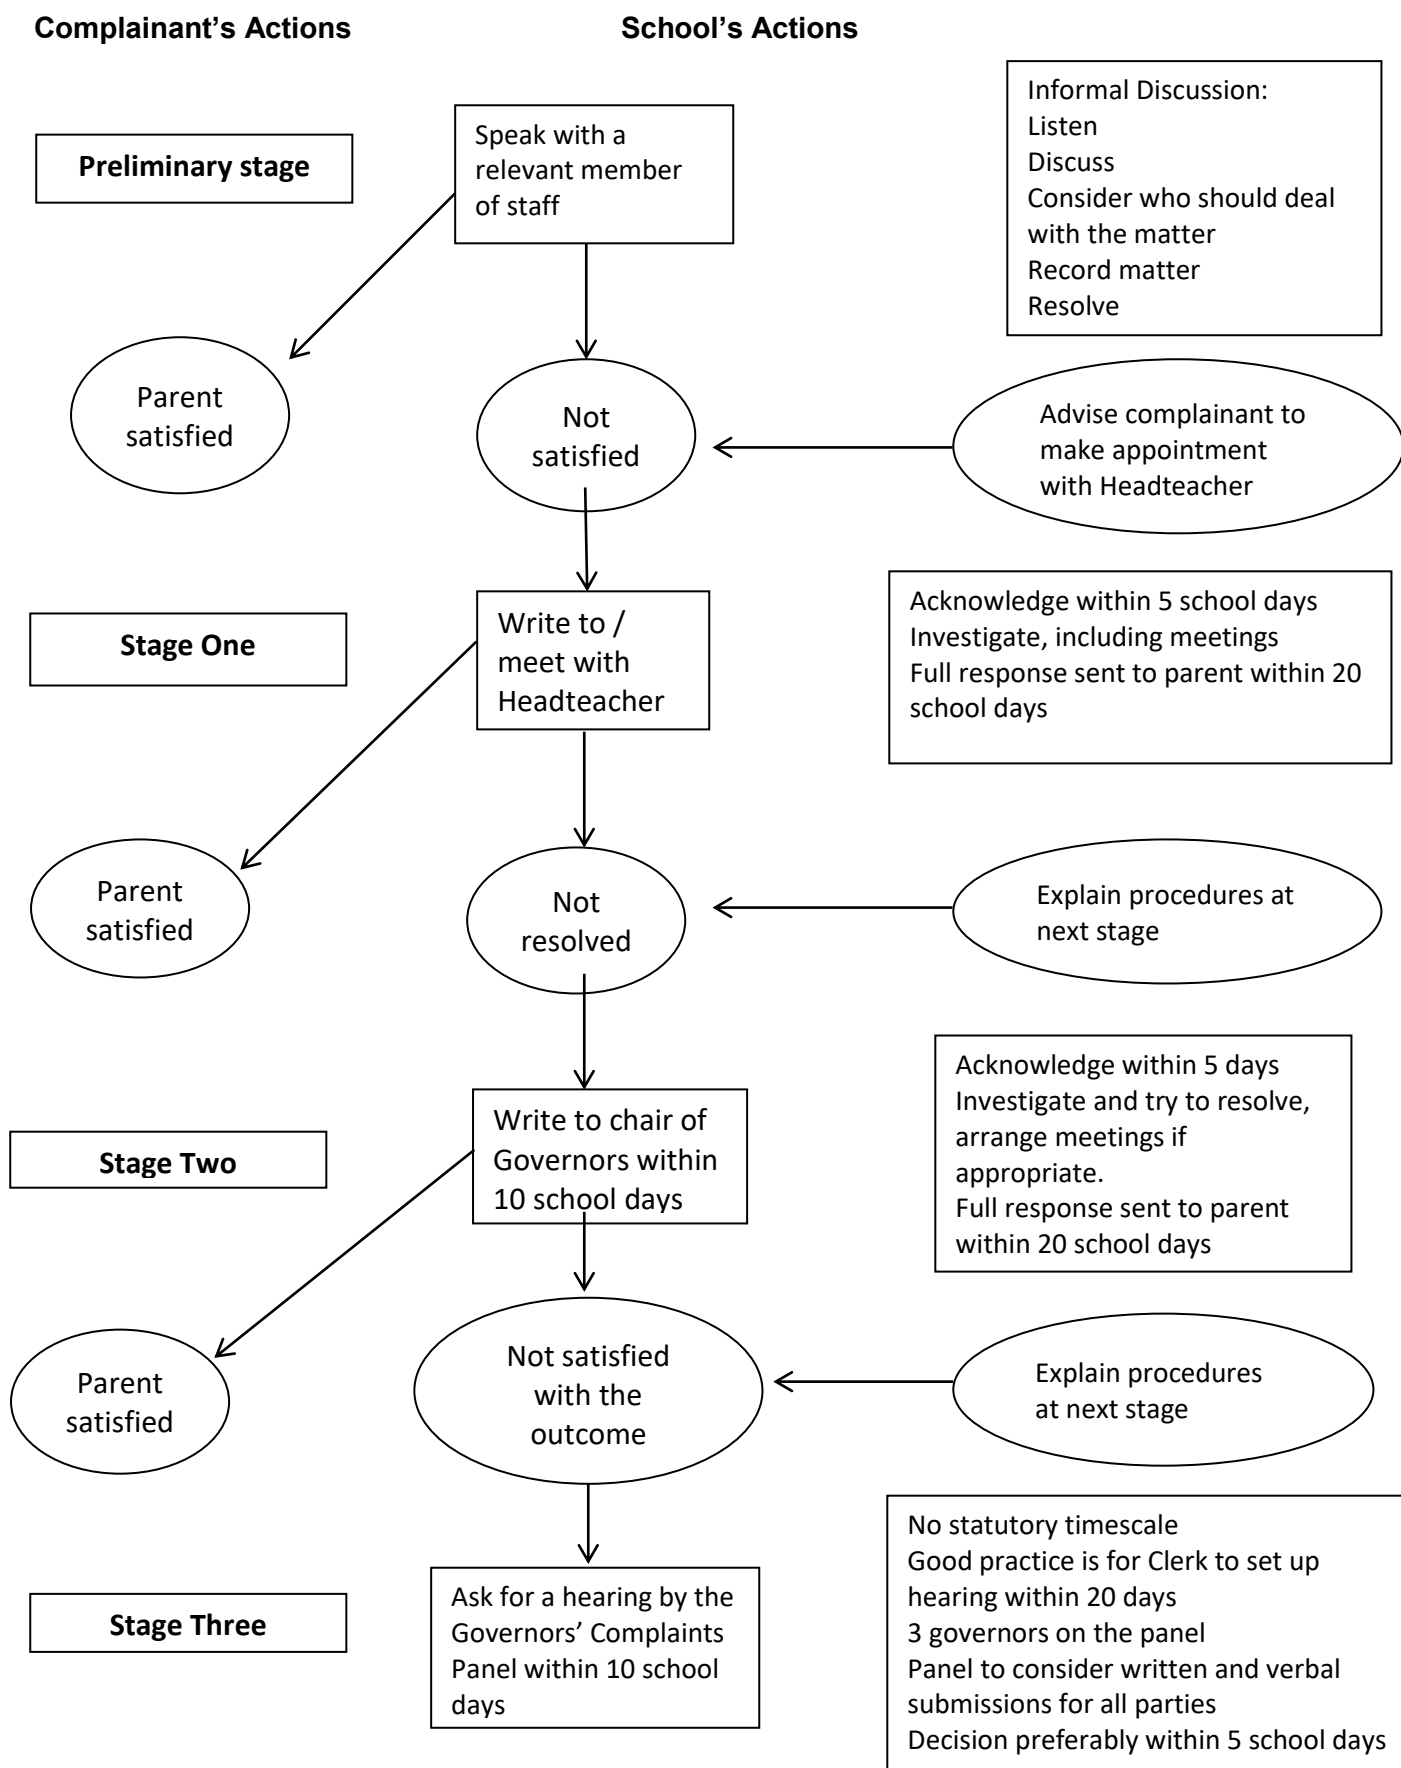 Complainant's Actions
School's Actions
Preliminary stage
Speak with a
relevant member
of staff
Informal Discussion:
Listen
Discuss
Consider who should deal
with the matter
Record matter
Resolve
Parent
satisfied
Not
satisfied
Advise complainant to
make appointment
with Headteacher
Stage One
Write to /
meet with
Headteacher
Acknowledge within 5 school days
Investigate, including meetings
Full response sent to parent within 20
school days
Parent
satisfied
Not
resolved
Explain procedures at
next stage
Stage Two
Write to chair of
Governors within
10 school days
Acknowledge within 5 days
Investigate and try to resolve,
arrange meetings if
appropriate.
Full response sent to parent
within 20 school days
Parent
satisfied
Not satisfied
with the
outcome
Explain procedures
at next stage
Stage Three
Ask for a hearing by the
Governors’ Complaints
Panel within 10 school
days
No statutory timescale
Good practice is for Clerk to set up
hearing within 20 days
3 governors on the panel
Panel to consider written and verbal
submissions for all parties
Decision preferably within 5 school days